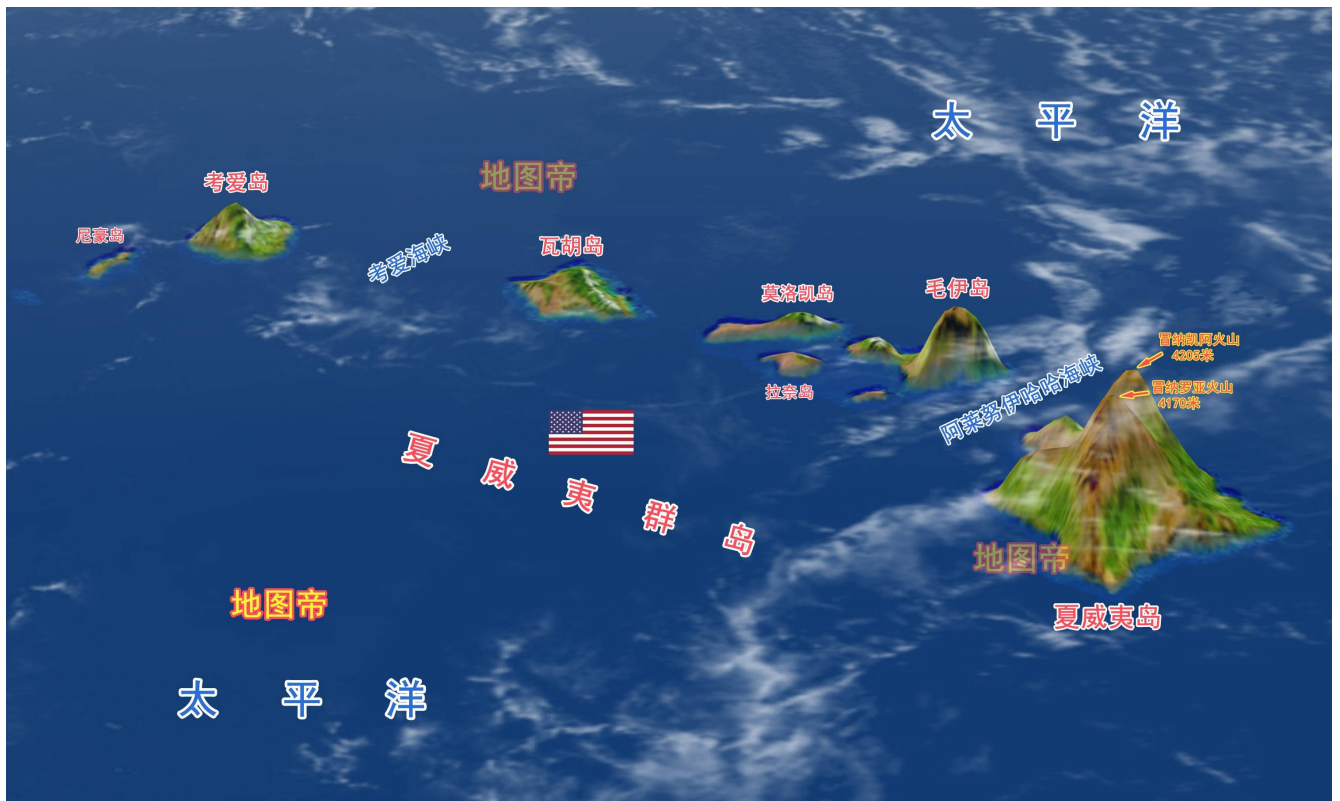 太平洋
地图帝
考爱岛
尼豪岛
考爱海峡
瓦胡岛
莫洛凯岛
毛伊岛
冒纳凯阿火山
4205米
阿莱努伊哈哈海峡
冒纳罗亚火山
4170米
拉奈岛
夏威夷群岛
地图帝
地图帝
夏威夷岛
太平洋